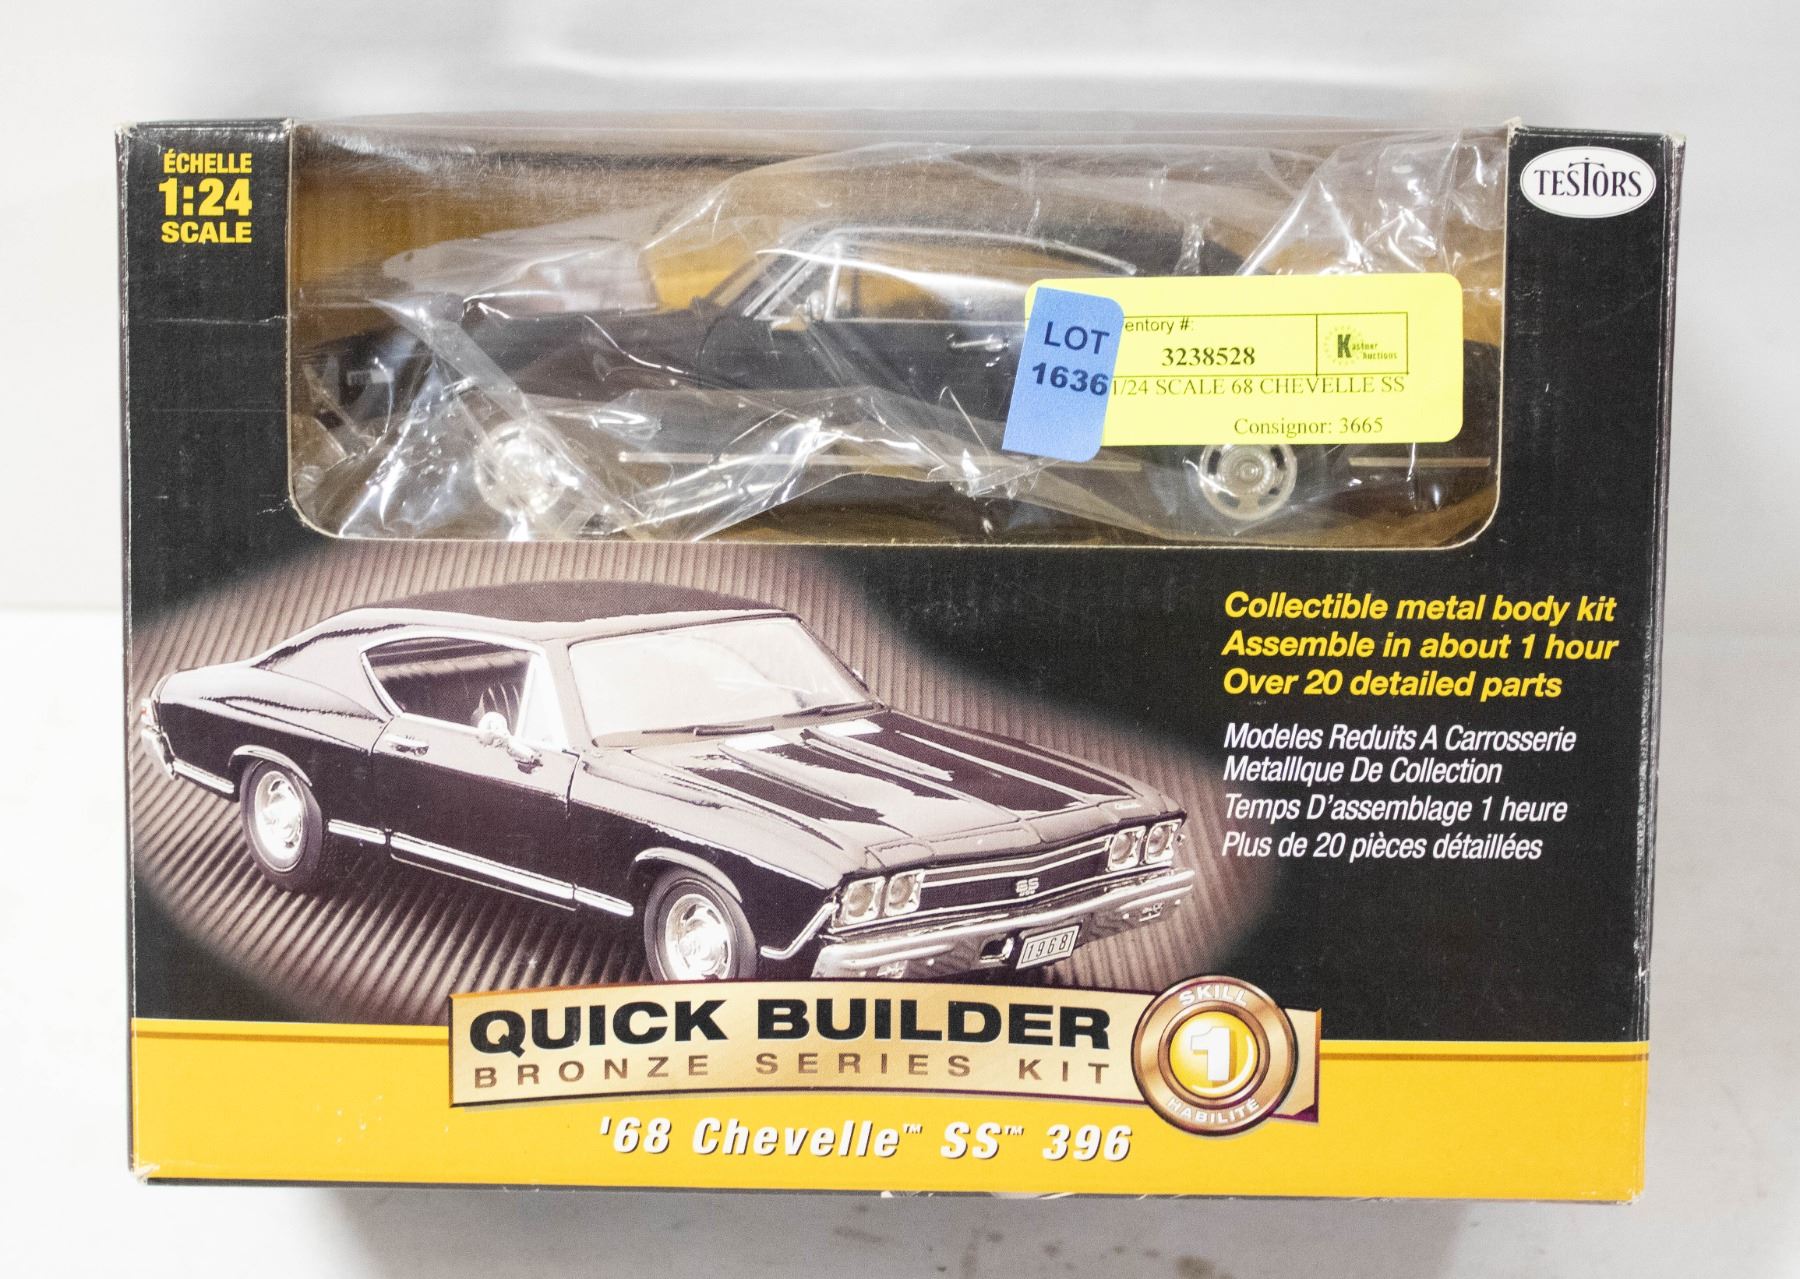 ÉCHELLE
1:24
SCALE
TESTORS
LOT
1636
entory #:
3238528
Kastner
Auctions
1/24 SCALE 68 CHEVELLE SS
Consignor: 3665
Collectible metal body kit
Assemble in about 1 hour
Over 20 detailed parts
Modeles Reduits A Carrosserie
Metalllque De Collection
Temps D'assemblage 1 heure
Plus de 20 pièces détaillées
SS
1968
QUICK BUILDER
BRONZE SERIES KIT
SKILL
1
HABILITÉ
'68 Chevelle™ SS™ 396